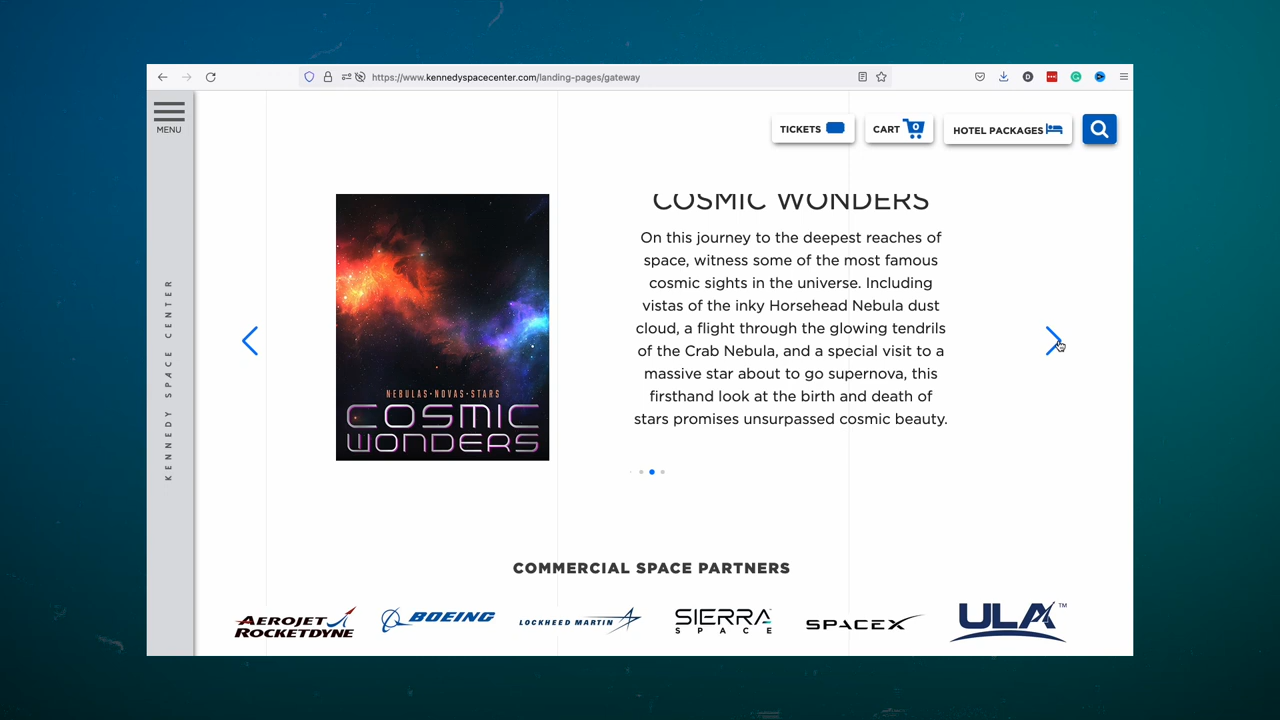 https://www.kennedyspacecenter.com/landing-pages/gateway
MENU
TICKETS
CART 0
HOTEL PACKAGES
KENNEDY SPACE CENTER
NEBULAS·NOVAS·STARS
COSMIC
WONDERS
COSMIC WONDERS
On this journey to the deepest reaches of
space, witness some of the most famous
cosmic sights in the universe. Including
vistas of the inky Horsehead Nebula dust
cloud, a flight through the glowing tendrils
of the Crab Nebula, and a special visit to a
massive star about to go supernova, this
firsthand look at the birth and death of
stars promises unsurpassed cosmic beauty.
COMMERCIAL SPACE PARTNERS
AEROJET
ROCKETDYNE
BOEING
LOCKHEED MARTIN
SIERRA
SPACE
SPACEX
ULA™